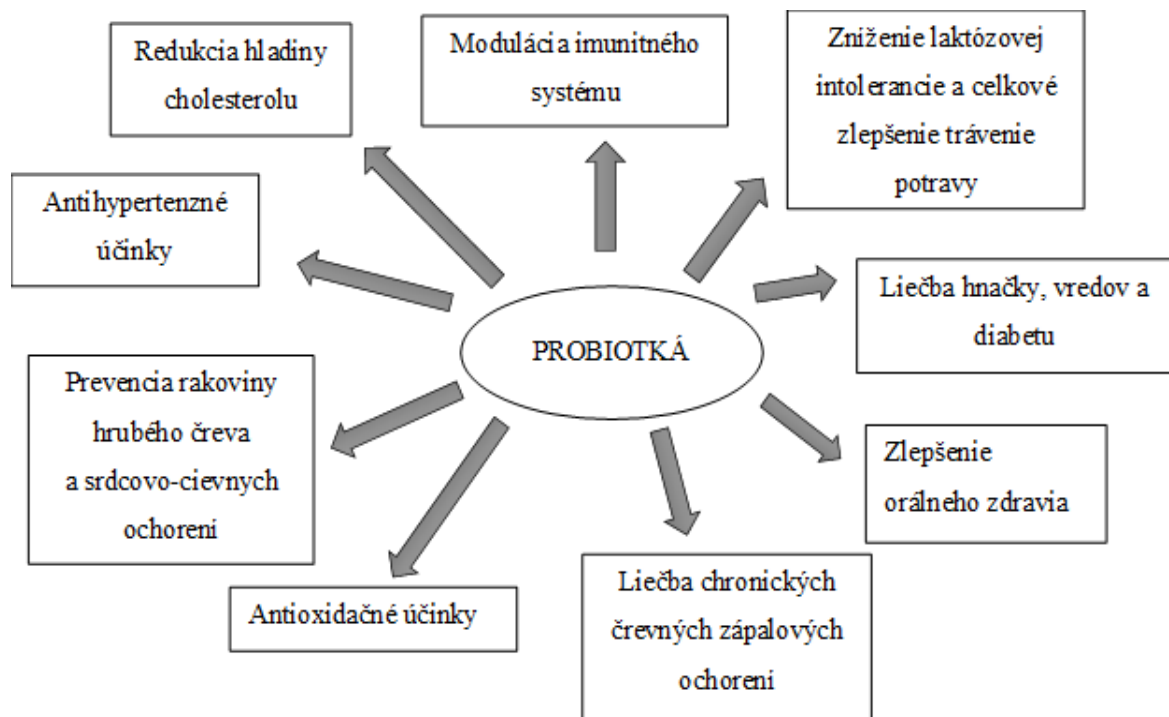 Redukcia hladiny
cholesterolu
Modulácia imunitného
systému
Zníženie laktózovej
intolerancie a celkové
zlepšenie trávenie
potravy
Antihypertenzné
účinky
Liečba hnačky, vredov a
diabetu
PROBIOTKÁ
Prevencia rakoviny
hrubého čreva
a srdcovo-cievnych
ochorení
Zlepšenie
orálneho zdravia
Antioxidačné účinky
Liečba chronických
črevných zápalových
ochorení